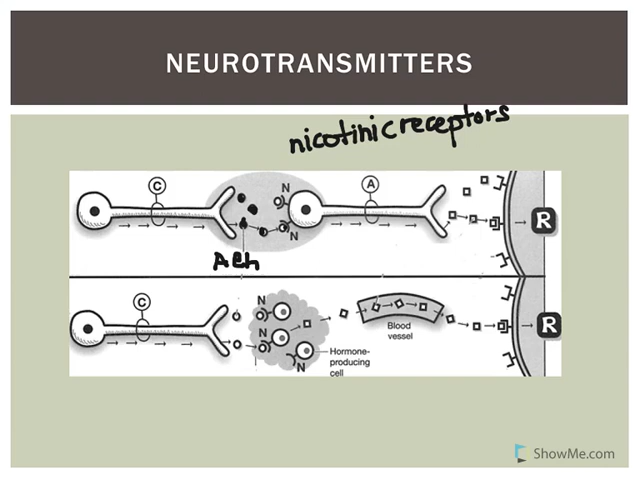 NEUROTRANSMITTERS
nicotinic receptors
C
N
A
N
R
ACh
C
N
N
N
Blood
vessel
Hormone-
producing
cell
R
ShowMe.com